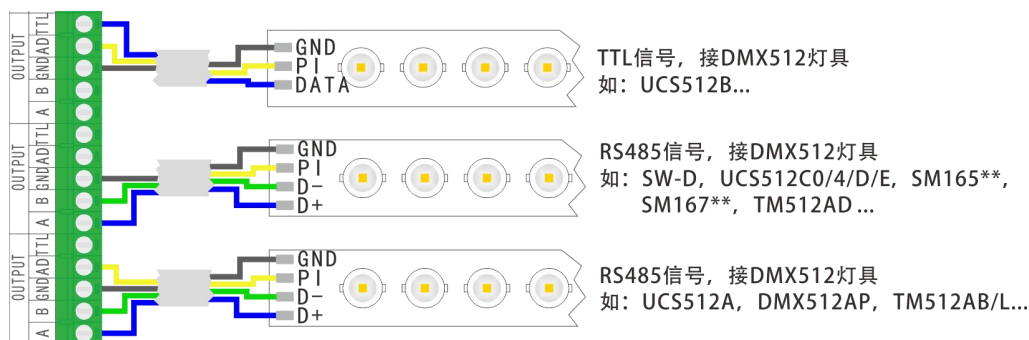 OUTPUT
TTL
AD
GND
B
A
GND
PI
DATA
TTL信号，接DMX512灯具
如：UCS512B...
OUTPUT
TTL
AD
GND
B
A
GND
PI
D-
D+
RS485信号，接DMX512灯具
如：SW-D，UCS512C0/4/D/E，SM165**，
SM167**，TM512AD...
OUTPUT
TTL
AD
GND
B
A
GND
PI
D-
D+
RS485信号，接DMX512灯具
如：UCS512A，DMX512AP，TM512AB/L...